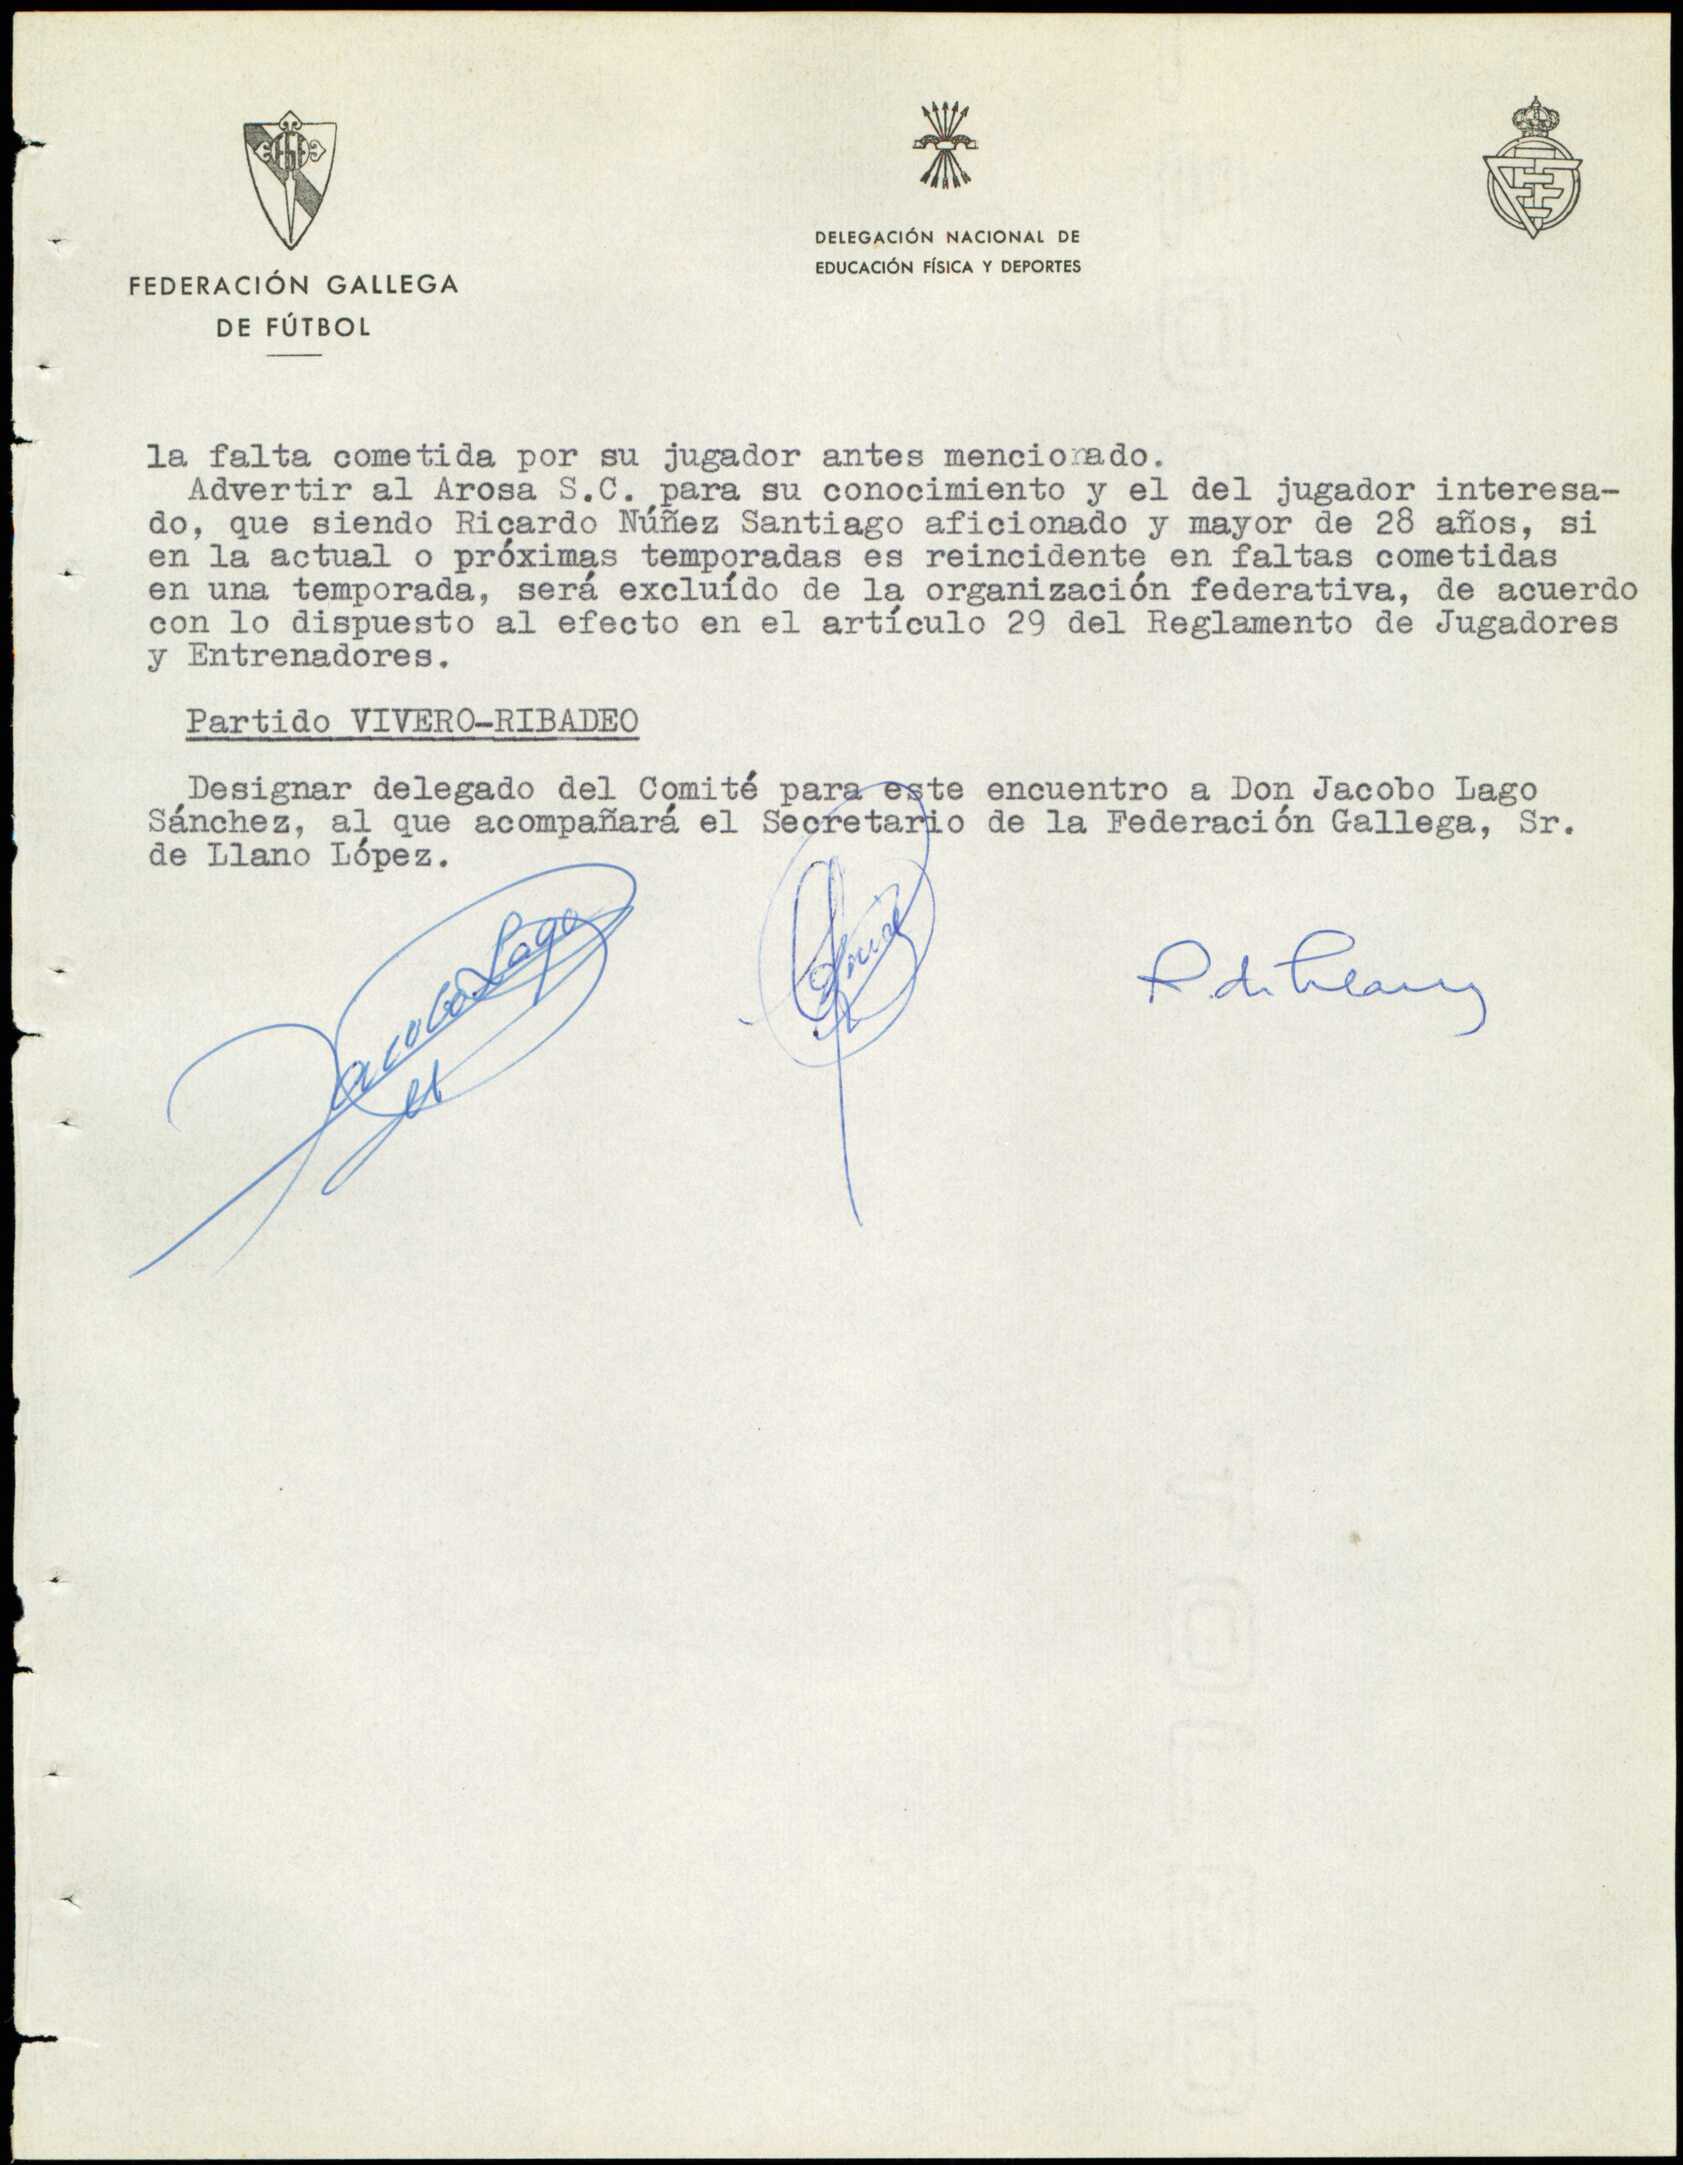 FEDERACIÓN GALLEGA
DE FÚTBOL
DELEGACIÓN NACIONAL DE
EDUCACIÓN FÍSICA Y DEPORTES
la falta cometida por su jugador antes mencionado.
Advertir al Arosa S.C. para su conocimiento y el del jugador interesa-
do, que siendo Ricardo Núñez Santiago aficionado y mayor de 28 años, si
en la actual o próximas temporadas es reincidente en faltas cometidas
en una temporada, será excluído de la organización federativa, de acuerdo
con lo dispuesto al efecto en el artículo 29 del Reglamento de Jugadores
y Entrenadores.
Partido VIVERO-RIBADEO
Designar delegado del Comité para este encuentro a Don Jacobo Lago
Sánchez, al que acompañará el Secretario de la Federación Gallega, Sr.
de Llano López.
Jacobo Lago